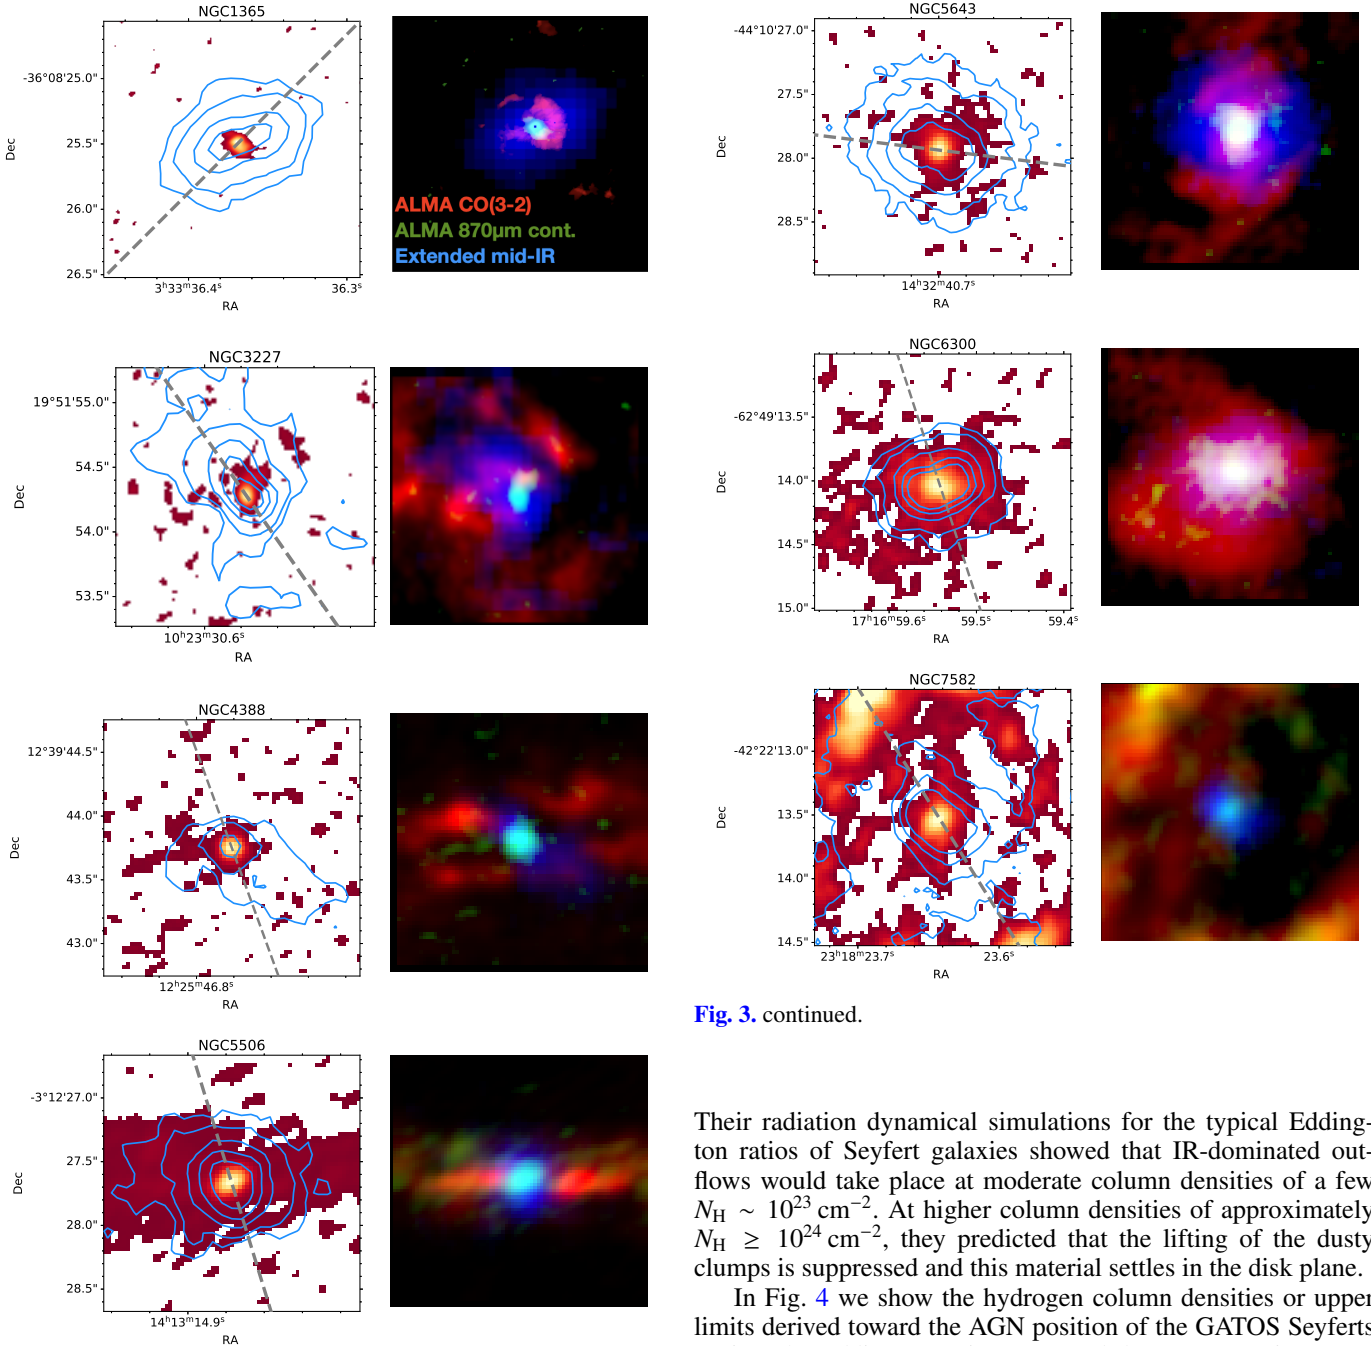 NGC1365
-36°08'25.0"
25.5"
26.0"
26.5"
Dec
3ʰ33ᵐ36.4ˢ
36.3ˢ
RA
ALMA CO(3-2)
ALMA 870μm cont.
Extended mid-IR
NGC3227
19°51'55.0"
54.5"
54.0"
53.5"
Dec
10ʰ23ᵐ30.6ˢ
RA
NGC4388
12°39'44.5"
44.0"
43.5"
43.0"
Dec
12ʰ25ᵐ46.8ˢ
RA
NGC5506
-3°12'27.0"
27.5"
28.0"
28.5"
Dec
14ʰ13ᵐ14.9ˢ
RA
NGC5643
-44°10'27.0"
27.5"
28.0"
28.5"
Dec
14ʰ32ᵐ40.7ˢ
RA
NGC6300
-62°49'13.5"
14.0"
14.5"
15.0"
Dec
17ʰ16ᵐ59.6ˢ
59.5ˢ
59.4ˢ
RA
NGC7582
-42°22'13.0"
13.5"
14.0"
14.5"
Dec
23ʰ18ᵐ23.7ˢ
23.6ˢ
RA
Fig. 3. continued.
Their radiation dynamical simulations for the typical Edding-
ton ratios of Seyfert galaxies showed that IR-dominated out-
flows would take place at moderate column densities of a few
N_H ~ 10²³ cm⁻². At higher column densities of approximately
N_H ≥ 10²⁴ cm⁻², they predicted that the lifting of the dusty
clumps is suppressed and this material settles in the disk plane.
In Fig. 4 we show the hydrogen column densities or upper
limits derived toward the AGN position of the GATOS Seyferts